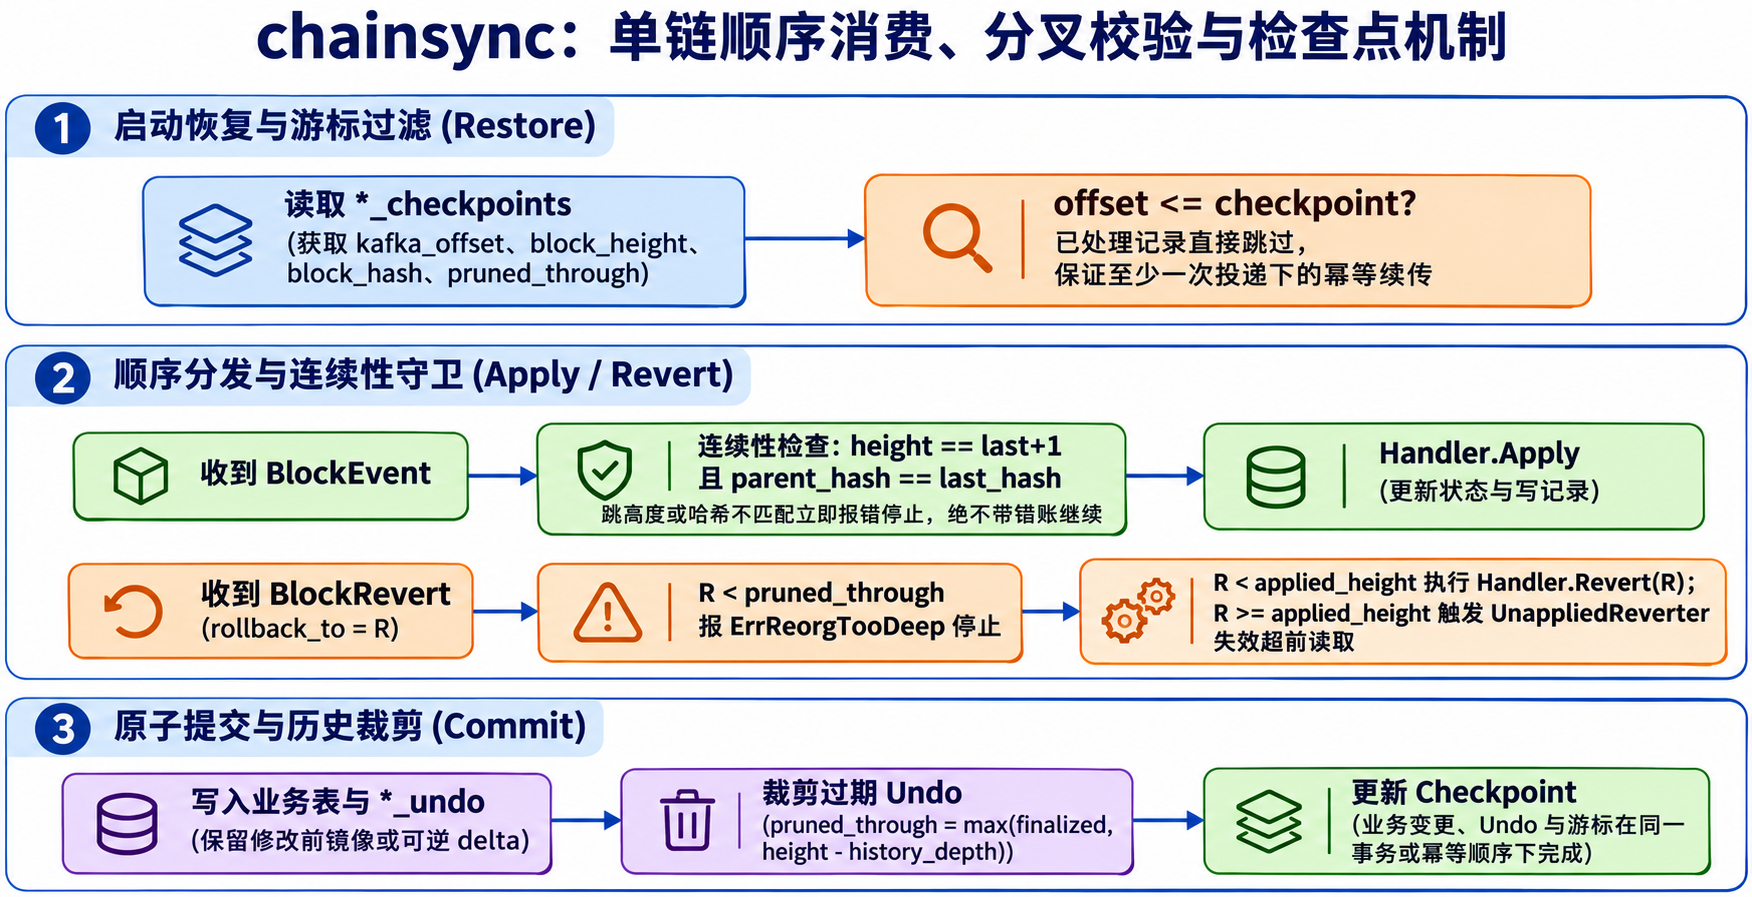 chainsync：单链顺序消费、分叉校验与检查点机制
1 启动恢复与游标过滤 (Restore)
读取 *_checkpoints
(获取 kafka_offset、block_height、
block_hash、pruned_through)
offset <= checkpoint?
已处理记录直接跳过，
保证至少一次投递下的幂等续传
2 顺序分发与连续性守卫 (Apply / Revert)
收到 BlockEvent
连续性检查：height == last+1
且 parent_hash == last_hash
跳高度或哈希不匹配立即报错停止，绝不带错账继续
Handler.Apply
(更新状态与写记录)
收到 BlockRevert
(rollback_to = R)
R < pruned_through
报 ErrReorgTooDeep 停止
R < applied_height 执行 Handler.Revert(R)；
R >= applied_height 触发 UnappliedReverter
失效超前读取
3 原子提交与历史裁剪 (Commit)
写入业务表与 *_undo
(保留修改前镜像或可逆 delta)
裁剪过期 Undo
(pruned_through = max(finalized,
height - history_depth))
更新 Checkpoint
(业务变更、Undo 与游标在同一
事务或幂等顺序下完成)